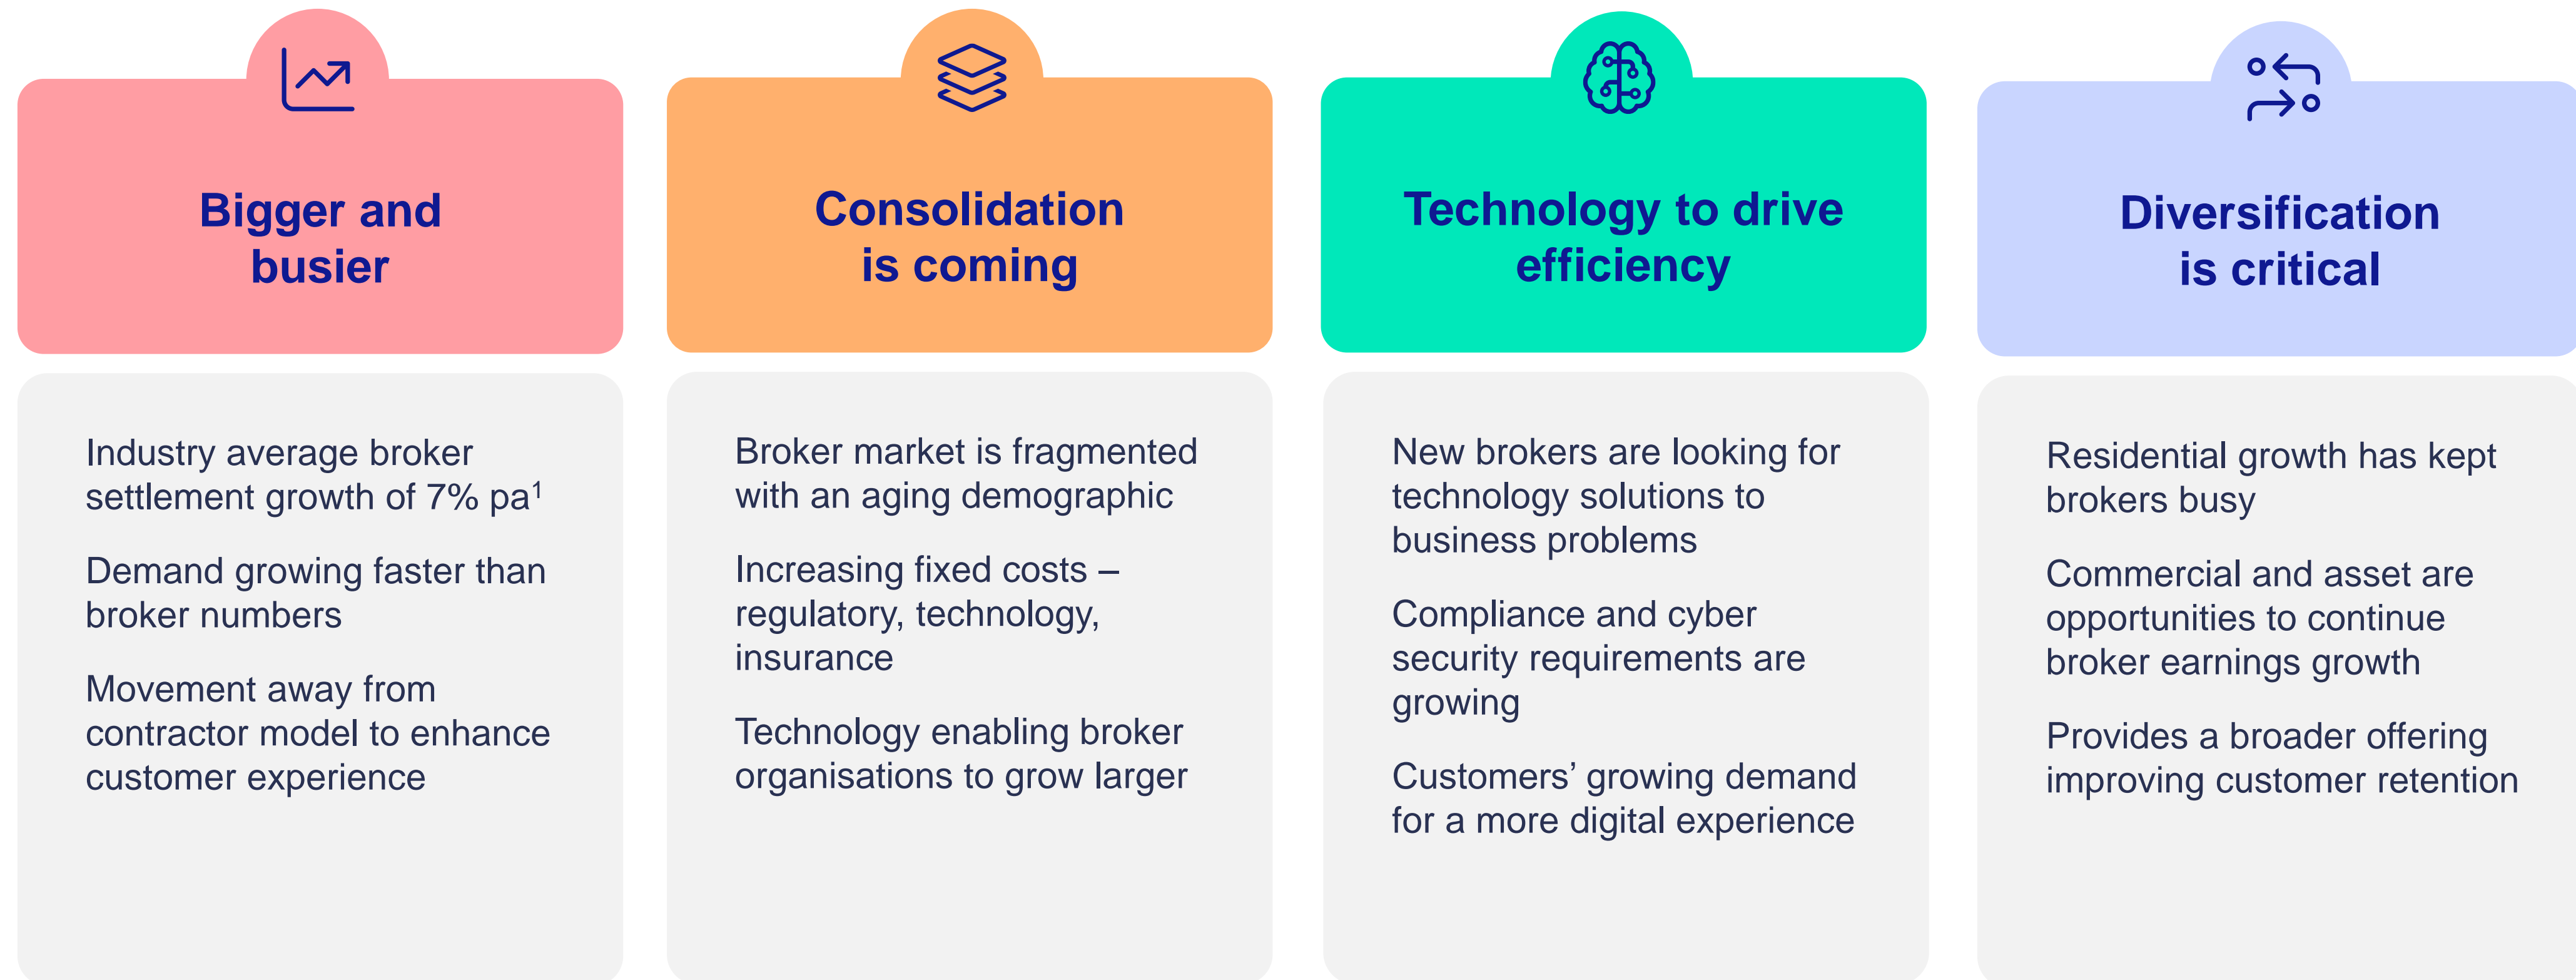 Bigger and
busier
Industry average broker
settlement growth of 7% pa¹
Demand growing faster than
broker numbers
Movement away from
contractor model to enhance
customer experience
Consolidation
is coming
Broker market is fragmented
with an aging demographic
Increasing fixed costs –
regulatory, technology,
insurance
Technology enabling broker
organisations to grow larger
Technology to drive
efficiency
New brokers are looking for
technology solutions to
business problems
Compliance and cyber
security requirements are
growing
Customers’ growing demand
for a more digital experience
Diversification
is critical
Residential growth has kept
brokers busy
Commercial and asset are
opportunities to continue
broker earnings growth
Provides a broader offering
improving customer retention